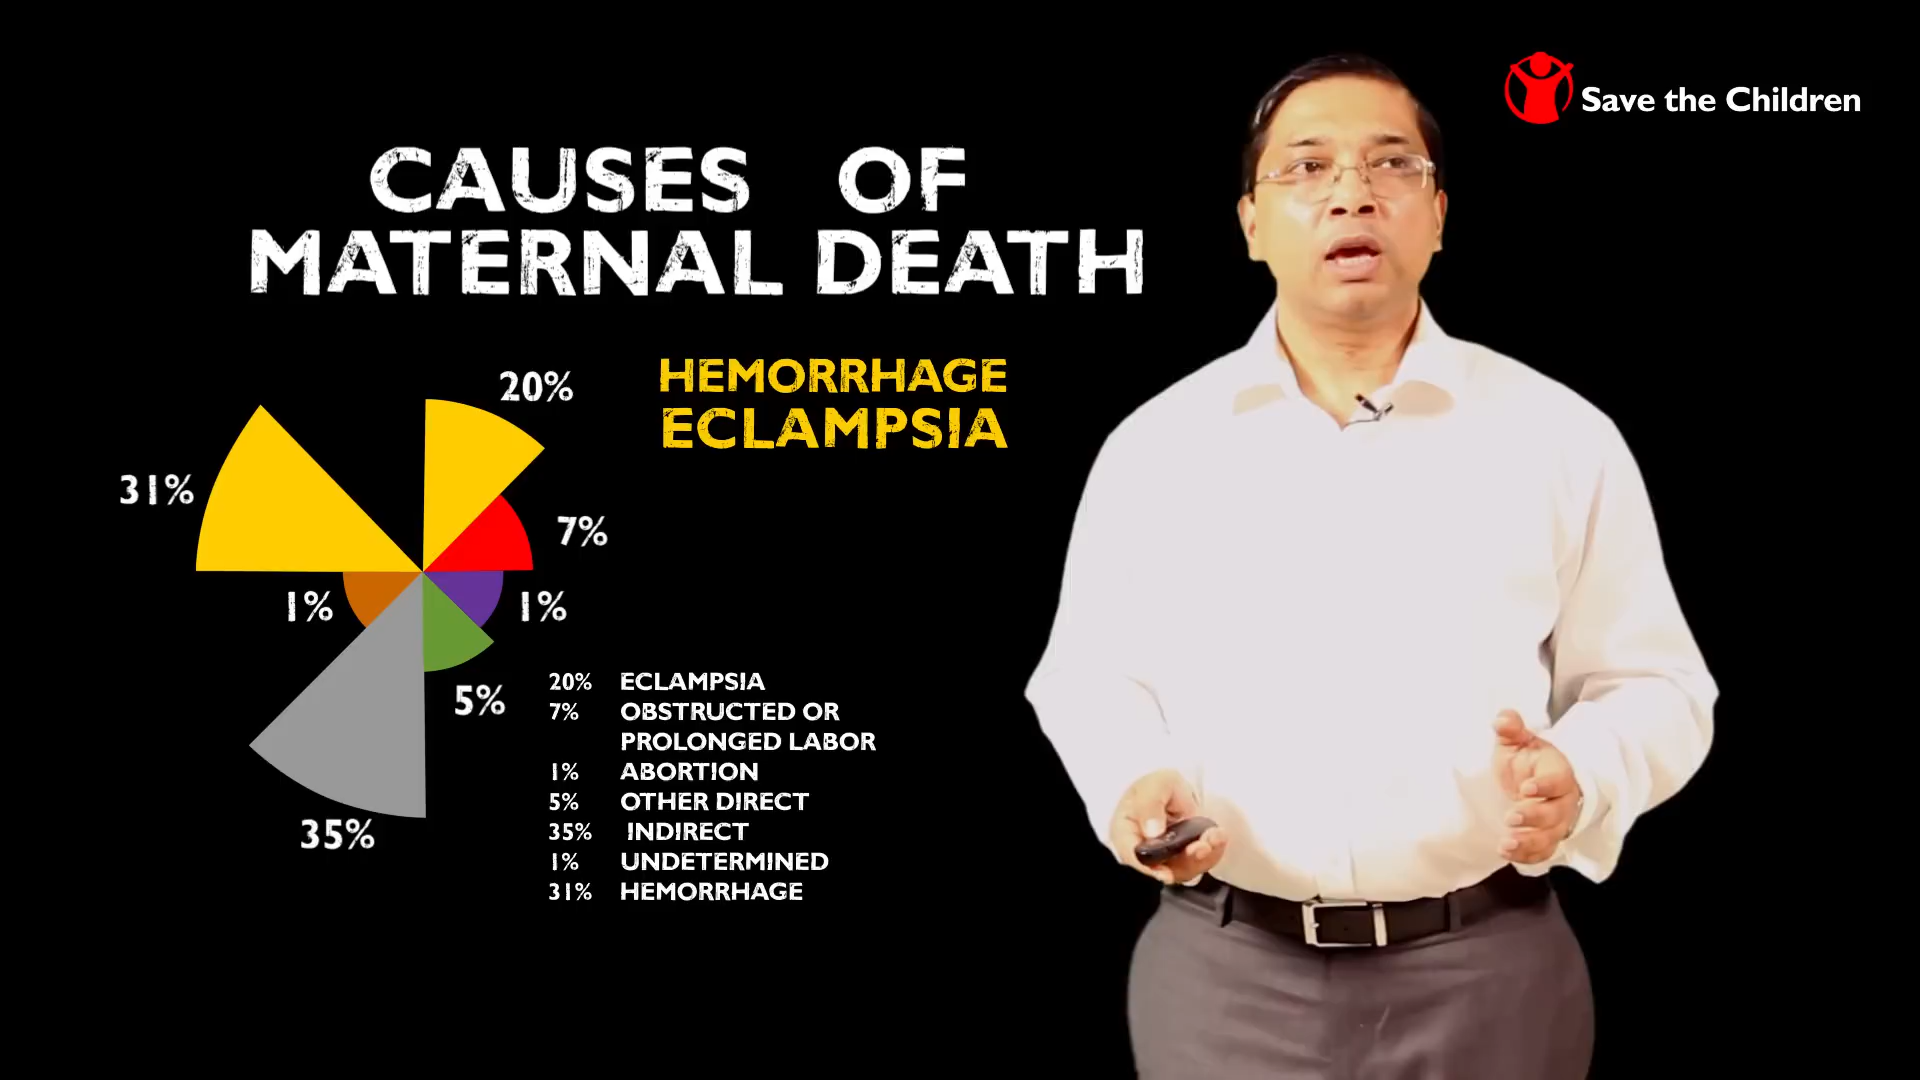 Save the Children
CAUSES OF
MATERNAL DEATH
HEMORRHAGE
ECLAMPSIA
20%
31%
7%
1%
1%
5%
35%
20% ECLAMPSIA
7% OBSTRUCTED OR
PROLONGED LABOR
1% ABORTION
5% OTHER DIRECT
35% INDIRECT
1% UNDETERMINED
31% HEMORRHAGE